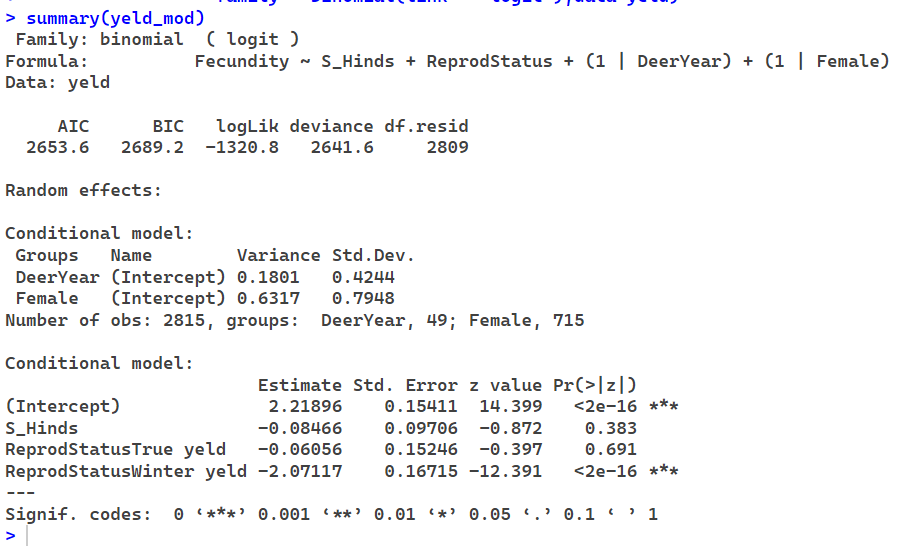 > summary(yeld_mod)
 Family: binomial  ( logit )
Formula:          Fecundity ~ S_Hinds + ReprodStatus + (1 | DeerYear) + (1 | Female)
Data: yeld

     AIC      BIC   logLik deviance df.resid
  2653.6   2689.2  -1320.8   2641.6     2809

Random effects:

Conditional model:
 Groups   Name        Variance Std.Dev.
 DeerYear (Intercept) 0.1801   0.4244
 Female   (Intercept) 0.6317   0.7948
Number of obs: 2815, groups:  DeerYear, 49; Female, 715

Conditional model:
                        Estimate Std. Error z value Pr(>|z|)
(Intercept)              2.21896    0.15411  14.399   <2e-16 ***
S_Hinds                 -0.08466    0.09706  -0.872    0.383
ReprodStatusTrue yeld   -0.06056    0.15246  -0.397    0.691
ReprodStatusWinter yeld -2.07117    0.16715 -12.391   <2e-16 ***
---
Signif. codes:  0 ‘***’ 0.001 ‘**’ 0.01 ‘*’ 0.05 ‘.’ 0.1 ‘ ’ 1
>